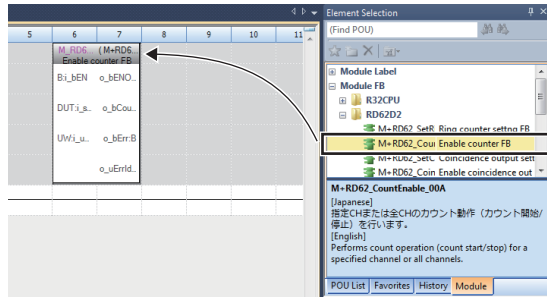 Element Selection
(Find POU)
5 6 7 8 9 10 11
M_RD6... (M+RD6...
Enable counter FB
B:i_bEN o_bENO...
DUT:i_s... o_bCou...
UW:i_u... o_bErr:B
o_uErrId...
Module Label
Module FB
R32CPU
RD62D2
M+RD62_SetR Ring counter settng FB
M+RD62_Cour Enable counter FB
M+RD62_SetC Coincidence output sett
M+RD62_Coin Enable coincidence out
M+RD62_CountEnable_00A
[Japanese]
指定CHまたは全CHのカウント動作（カウント開始/
停止）を行います。
[English]
Performs count operation (count start/stop) for a
specified channel or all channels.
POU List Favorites History Module